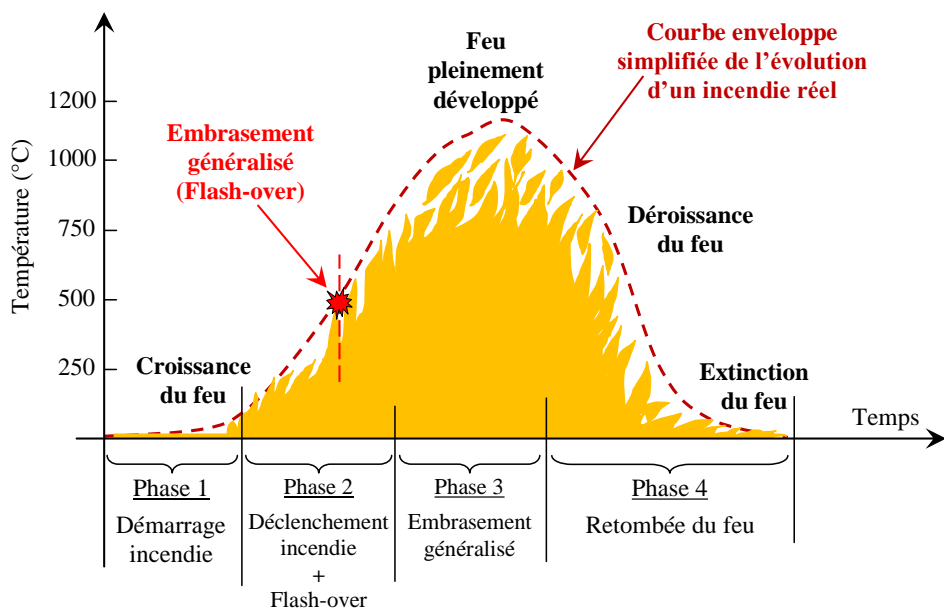 Température (°C)
1200
1000
750
500
250
Embrasement
généralisé
(Flash-over)
Feu
pleinement
développé
Courbe enveloppe
simplifiée de l'évolution
d'un incendie réel
Déroissance
du feu
Croissance
du feu
Extinction
du feu
Temps
Phase 1
Démarrage
incendie
Phase 2
Déclenchement
incendie
+
Flash-over
Phase 3
Embrasement
généralisé
Phase 4
Retombée du feu